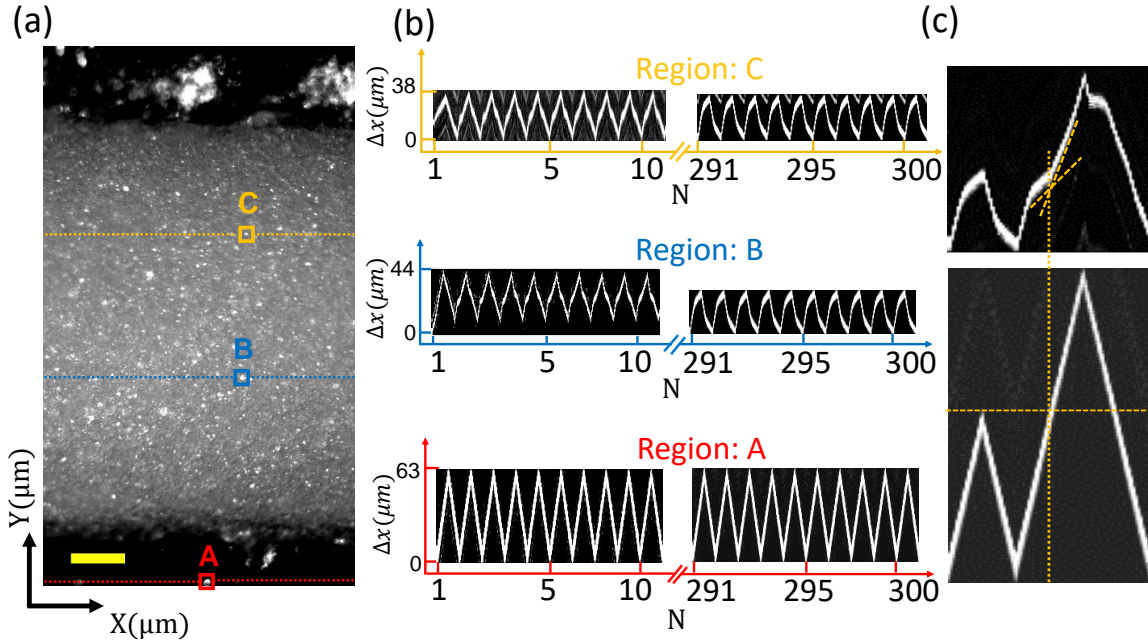 (a)
C
B
A
Y(μm)
X(μm)
(b)
Region: C
38
0
Δx(μm)
1
5
10
291
295
300
N
Region: B
44
0
Δx(μm)
1
5
10
291
295
300
N
Region: A
63
0
Δx(μm)
1
5
10
291
295
300
N
(c)